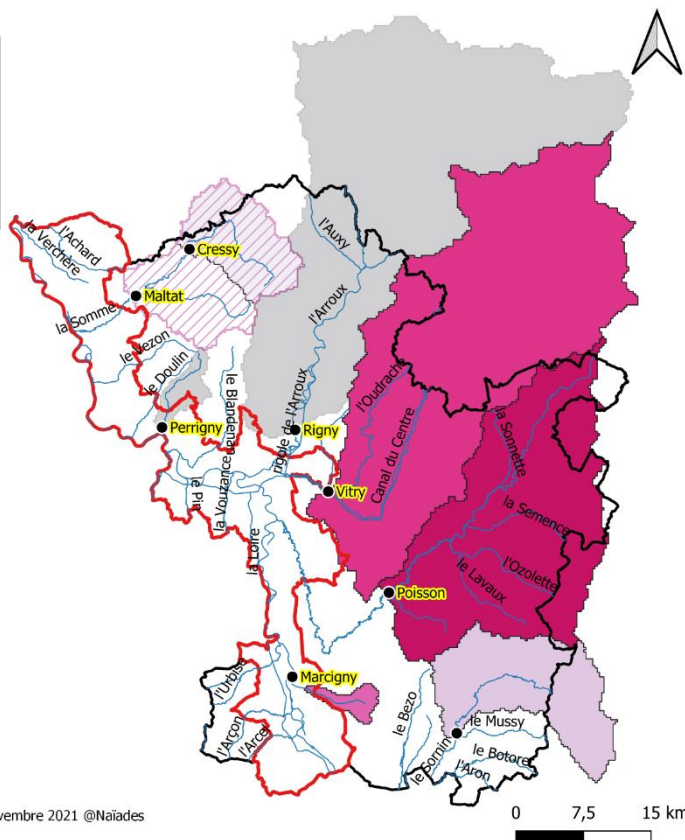 l'Auxy
l'Achard
la Verchère
Cressy
Maltat
l'Arroux
la Somme
le Vezon
le Doulin
le Blandenan
l'Oudrache
Canal du Centre
la Sonnette
Perrigny
rigole de l'Arroux
Rigny
Vitry
le Pin
la Vouzance
la Loire
la Semence
l'Ozolette
le Lavaux
Poisson
Marcigny
l'Urbise
l'Arçon
l'Arcel
le Bezo
le Mussy
le Sornin
le Botore
l'Aron
vembre 2021 @Naïades
0 7,5 15 km